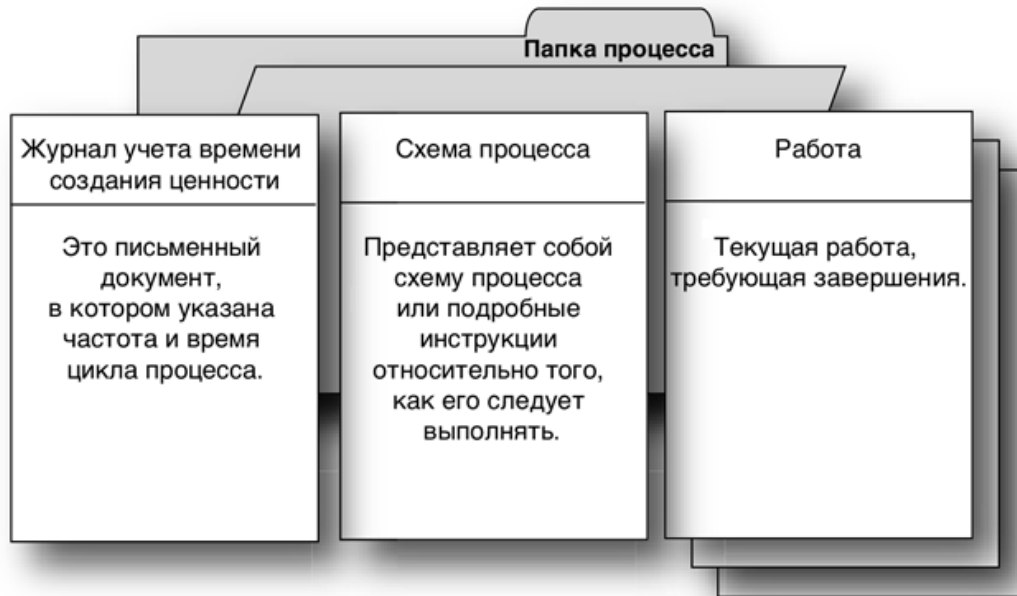 Папка процесса
Журнал учета времени
создания ценности
Это письменный
документ,
в котором указана
частота и время
цикла процесса.
Схема процесса
Представляет собой
схему процесса
или подробные
инструкции
относительно того,
как его следует
выполнять.
Работа
Текущая работа,
требующая завершения.